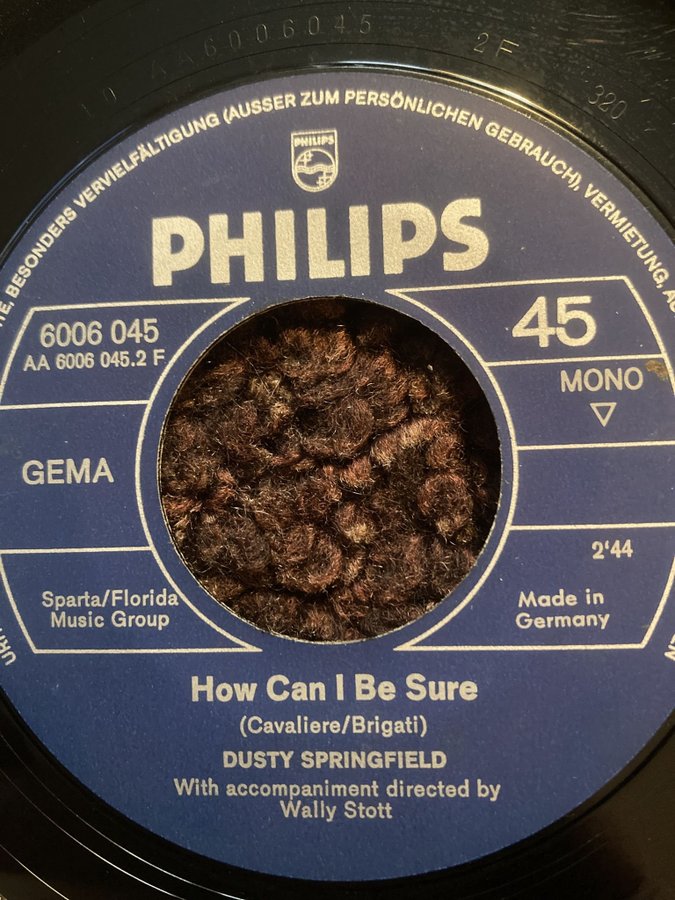 AA6006045 2F 320
TE, BESONDERS VERVIELFÄLTIGUNG (AUSSER ZUM PERSÖNLICHEN GEBRAUCH), VERMIETUNG,
PHILIPS
PHILIPS
6006 045
AA 6006 045.2 F
45
MONO
GEMA
2'44
Sparta/Florida
Music Group
Made in
Germany
How Can I Be Sure
(Cavaliere/Brigati)
DUSTY SPRINGFIELD
With accompaniment directed by
Wally Stott